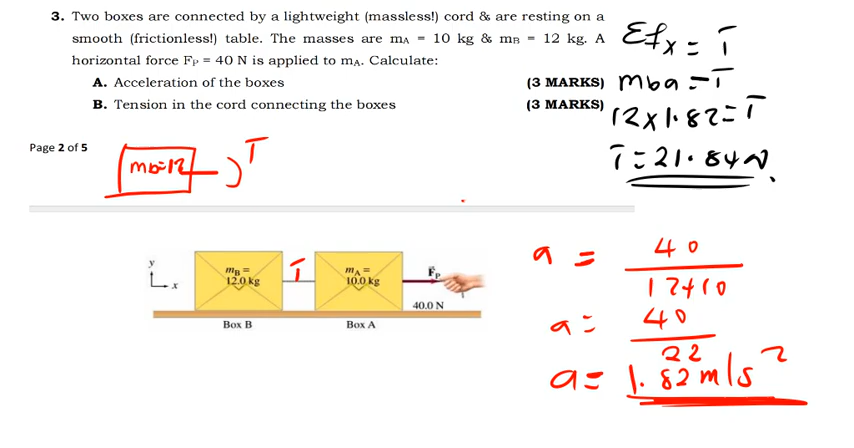 3. Two boxes are connected by a lightweight (massless!) cord & are resting on a
smooth (frictionless!) table. The masses are mA = 10 kg & mB = 12 kg. A
horizontal force FP = 40 N is applied to mA. Calculate:
A. Acceleration of the boxes (3 MARKS)
B. Tension in the cord connecting the boxes (3 MARKS)
Σfx = T
mba = T
12x1.82=T
T=21.84N
Page 2 of 5
mb=12
T
y
x
mB =
12.0 kg
T
mA =
10.0 kg
FP
40.0 N
Box B
Box A
a = 40
12+10
a = 40
22
a = 1.82 m/s2